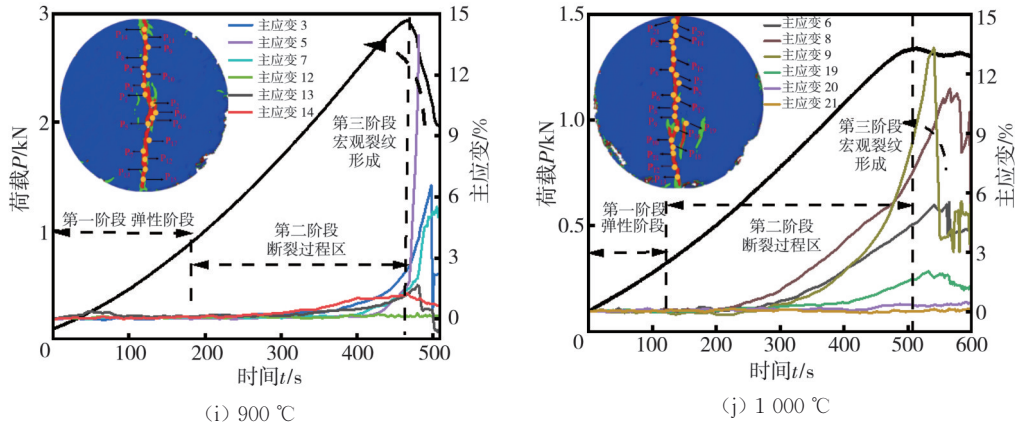 3
2
1
0
荷载P/kN
主应变 3
主应变 5
主应变 7
主应变 12
主应变 13
主应变 14
15
12
9
6
3
0
主应变/%
第三阶段
宏观裂纹
形成
第一阶段 弹性阶段
第二阶段
断裂过程区
0 100 200 300 400 500
时间t/s
(i) 900 ℃
1.5
1.0
0.5
0
荷载P/kN
主应变 6
主应变 8
主应变 9
主应变 19
主应变 20
主应变 21
15
12
9
6
3
0
主应变/%
第三阶段
宏观裂纹
形成
第一阶段
弹性阶段
第二阶段
断裂过程区
0 100 200 300 400 500 600
时间t/s
(j) 1 000 ℃